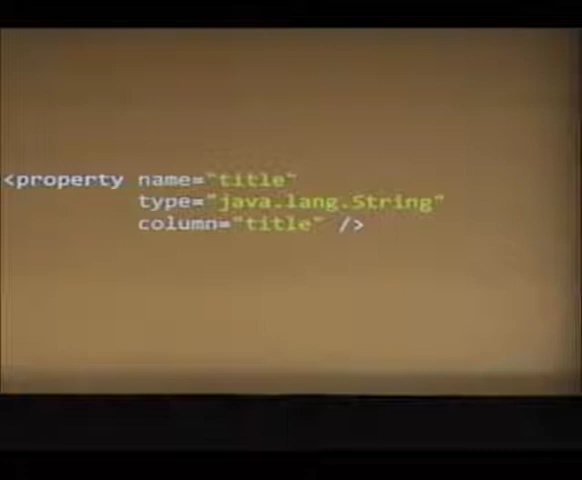 <property name="title"
type="java.lang.String"
column="title" />